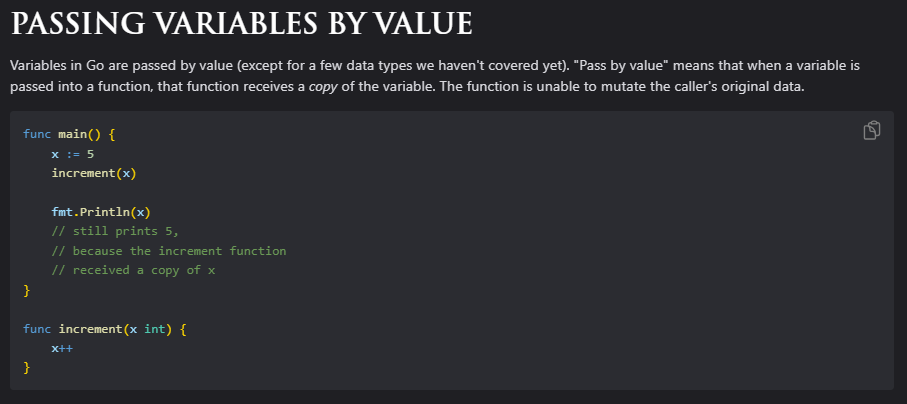 PASSING VARIABLES BY VALUE
Variables in Go are passed by value (except for a few data types we haven't covered yet). "Pass by value" means that when a variable is
passed into a function, that function receives a copy of the variable. The function is unable to mutate the caller's original data.
func main() {
    x := 5
    increment(x)

    fmt.Println(x)
    // still prints 5,
    // because the increment function
    // received a copy of x
}

func increment(x int) {
    x++
}